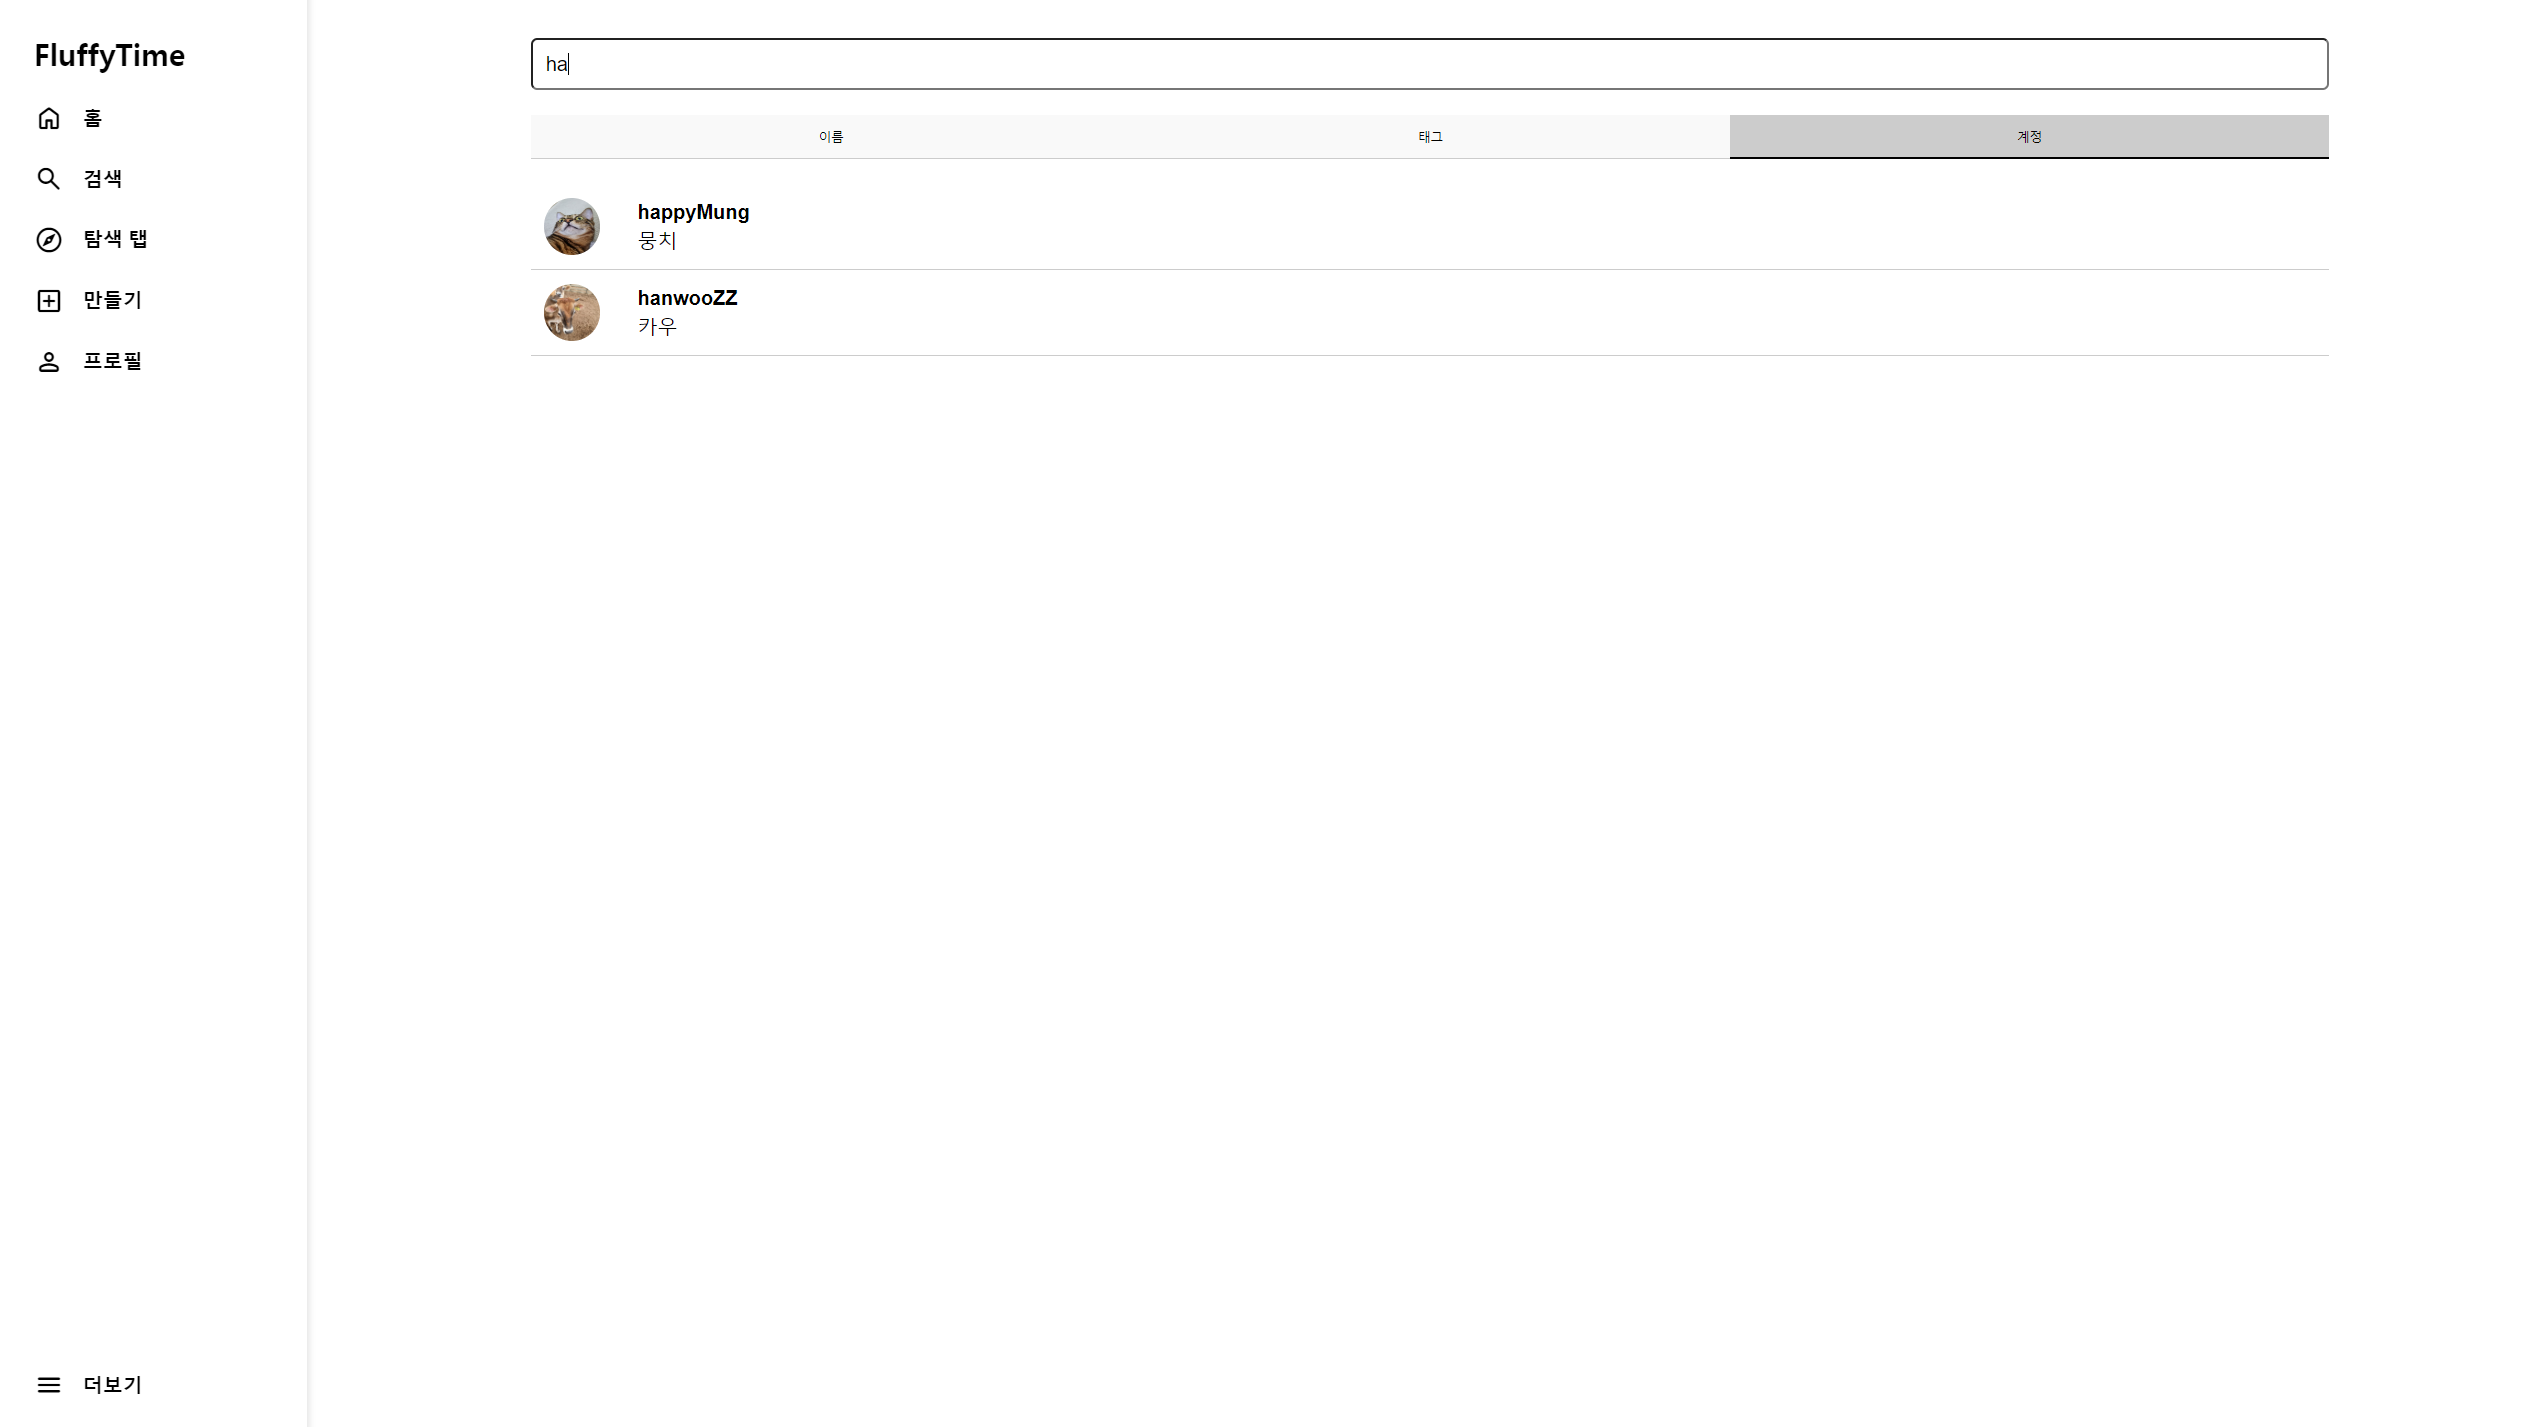 FluffyTime
홈
검색
탐색 탭
만들기
프로필
더보기
ha
이름
태그
계정
happyMung
뭉치
hanwooZZ
카우